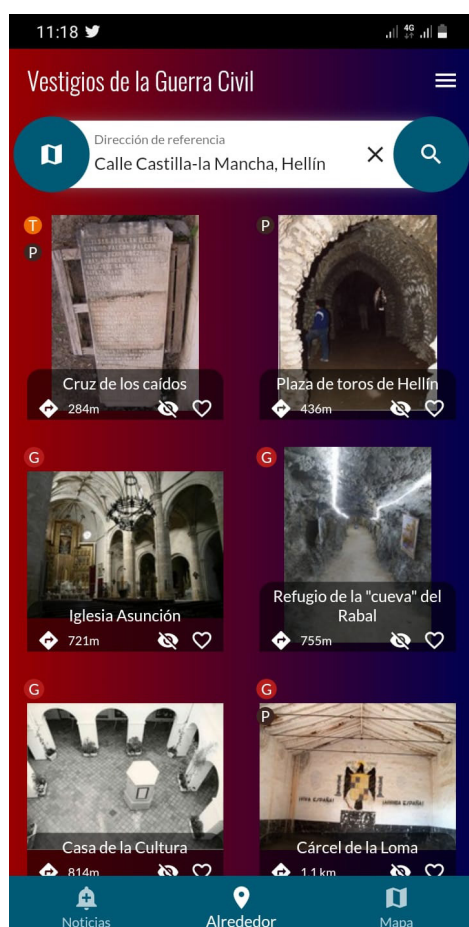 11:18
4G
Vestigios de la Guerra Civil
Dirección de referencia
Calle Castilla-la Mancha, Hellín
T
P
P
Cruz de los caídos
Plaza de toros de Hellín
284m
436m
G
G
Iglesia Asunción
Refugio de la "cueva" del
Rabal
721m
755m
G
G
P
Casa de la Cultura
Cárcel de la Loma
814m
1.1 km
Noticias
Alrededor
Mapa